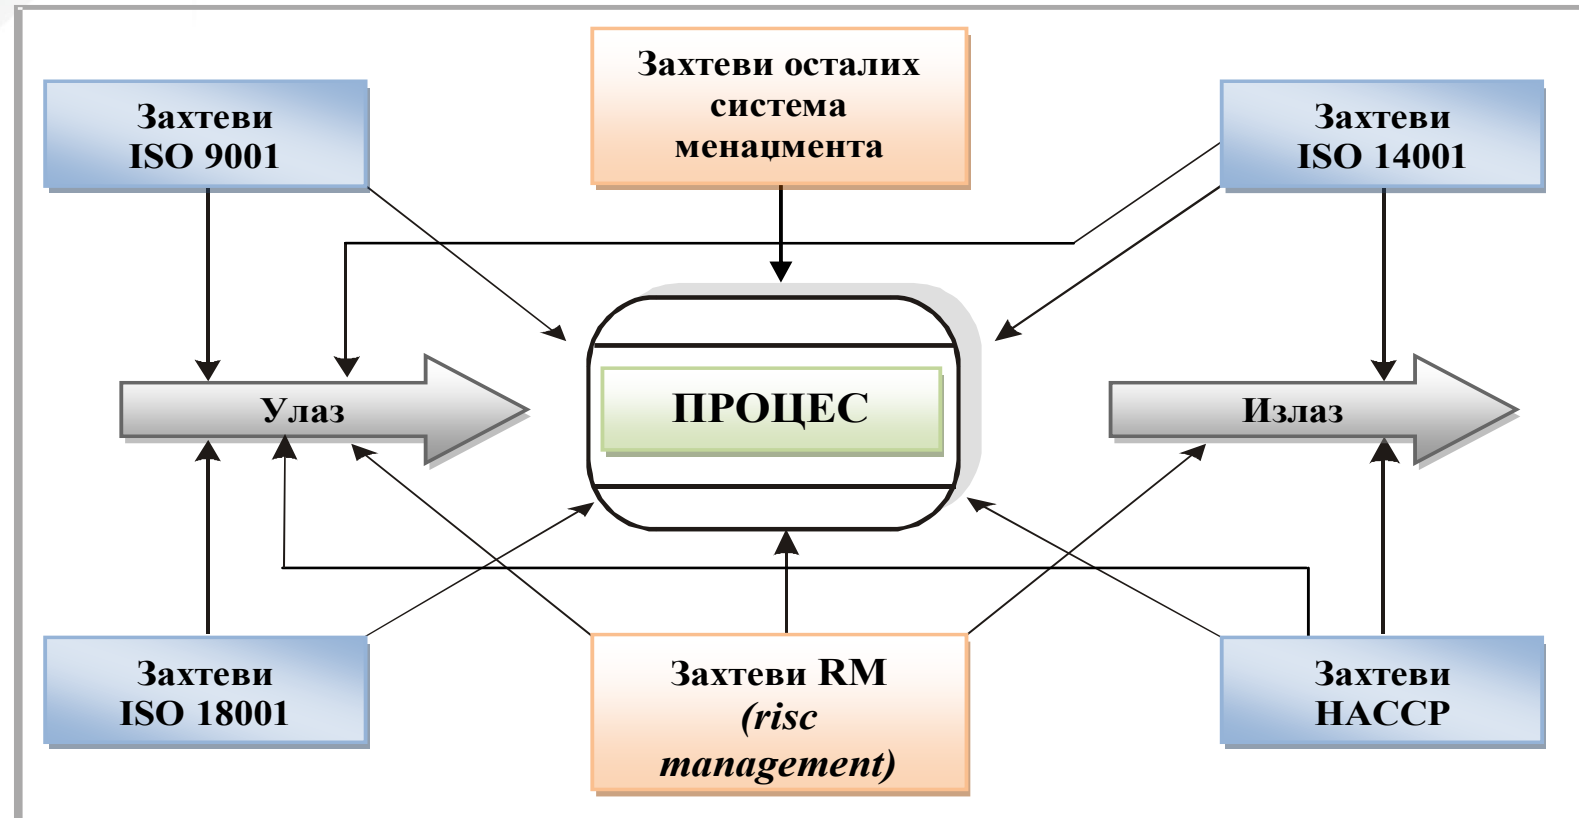 Захтеви осталих
система
менаџмента
Захтеви
ISO 9001
Захтеви
ISO 14001
Улаз
ПРОЦЕС
Излаз
Захтеви
ISO 18001
Захтеви RM
(risc
management)
Захтеви
HACCP